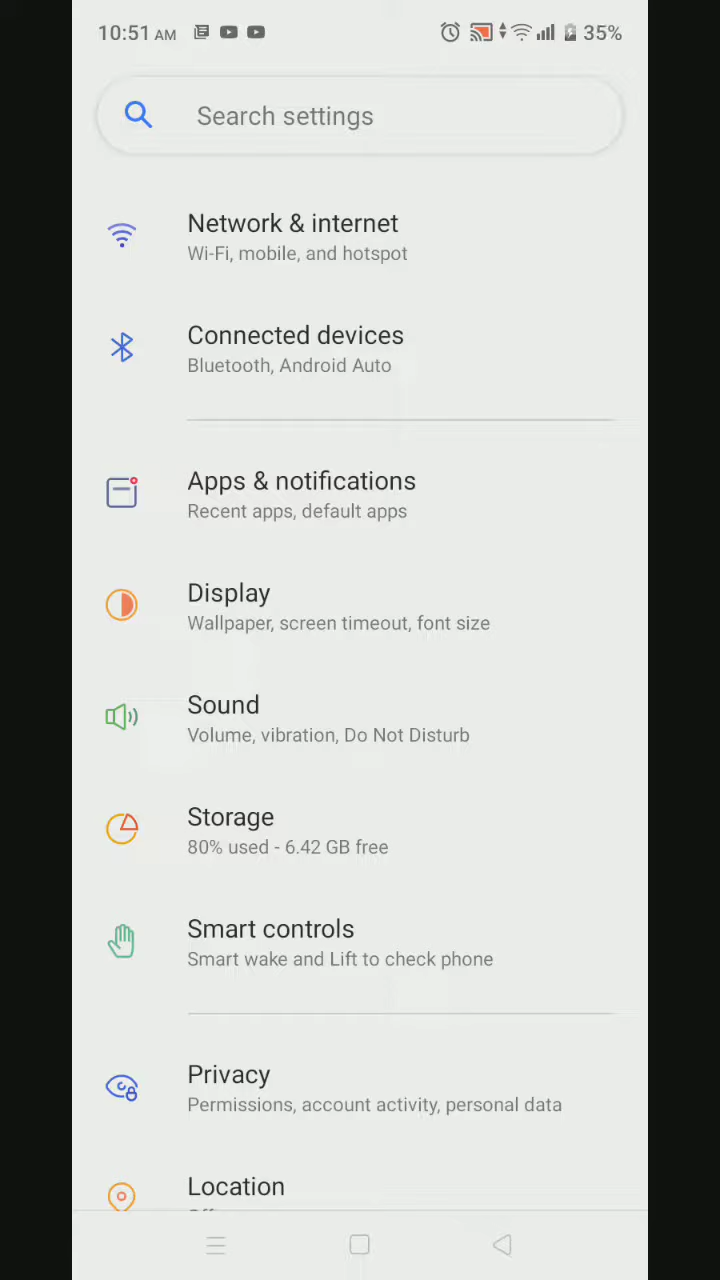 10:51 AM 35%
Search settings
Network & internet
Wi-Fi, mobile, and hotspot
Connected devices
Bluetooth, Android Auto
Apps & notifications
Recent apps, default apps
Display
Wallpaper, screen timeout, font size
Sound
Volume, vibration, Do Not Disturb
Storage
80% used - 6.42 GB free
Smart controls
Smart wake and Lift to check phone
Privacy
Permissions, account activity, personal data
Location